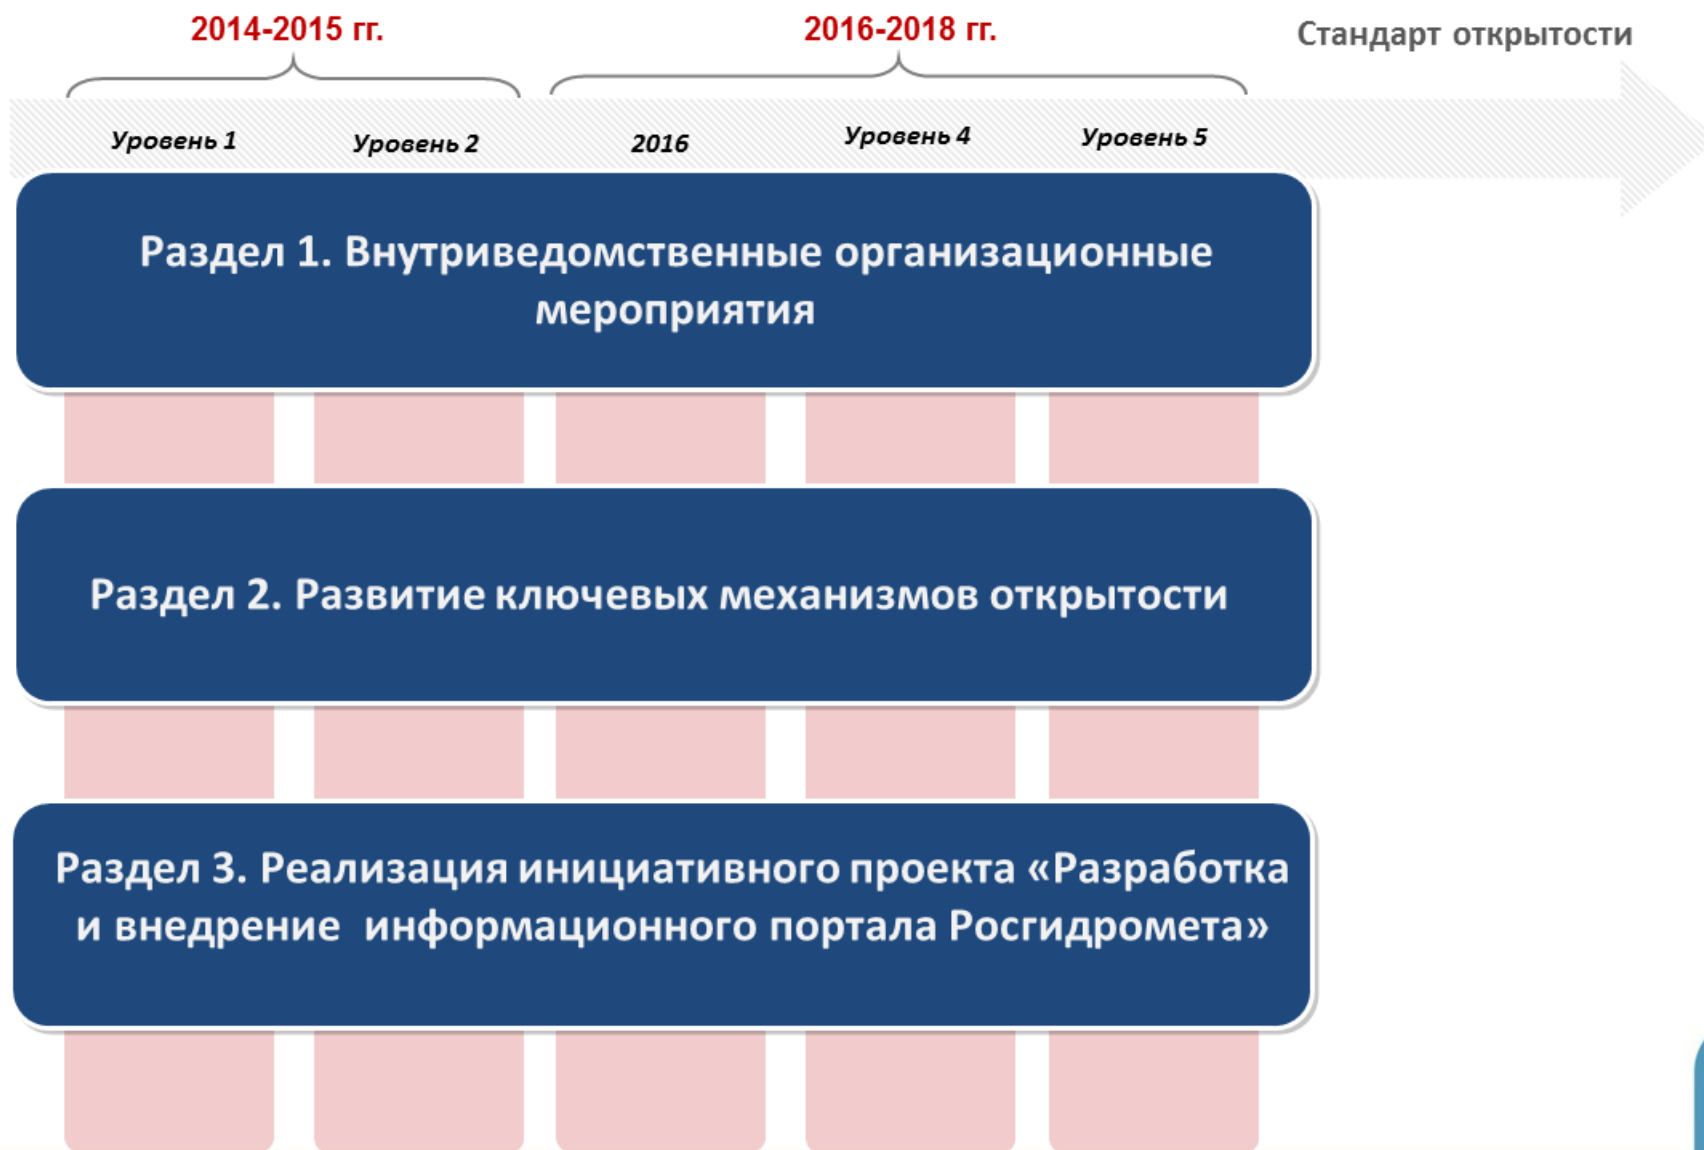 2014-2015 гг.
2016-2018 гг.
Стандарт открытости
Уровень 1
Уровень 2
2016
Уровень 4
Уровень 5
Раздел 1. Внутриведомственные организационные
мероприятия
Раздел 2. Развитие ключевых механизмов открытости
Раздел 3. Реализация инициативного проекта «Разработка
и внедрение информационного портала Росгидромета»